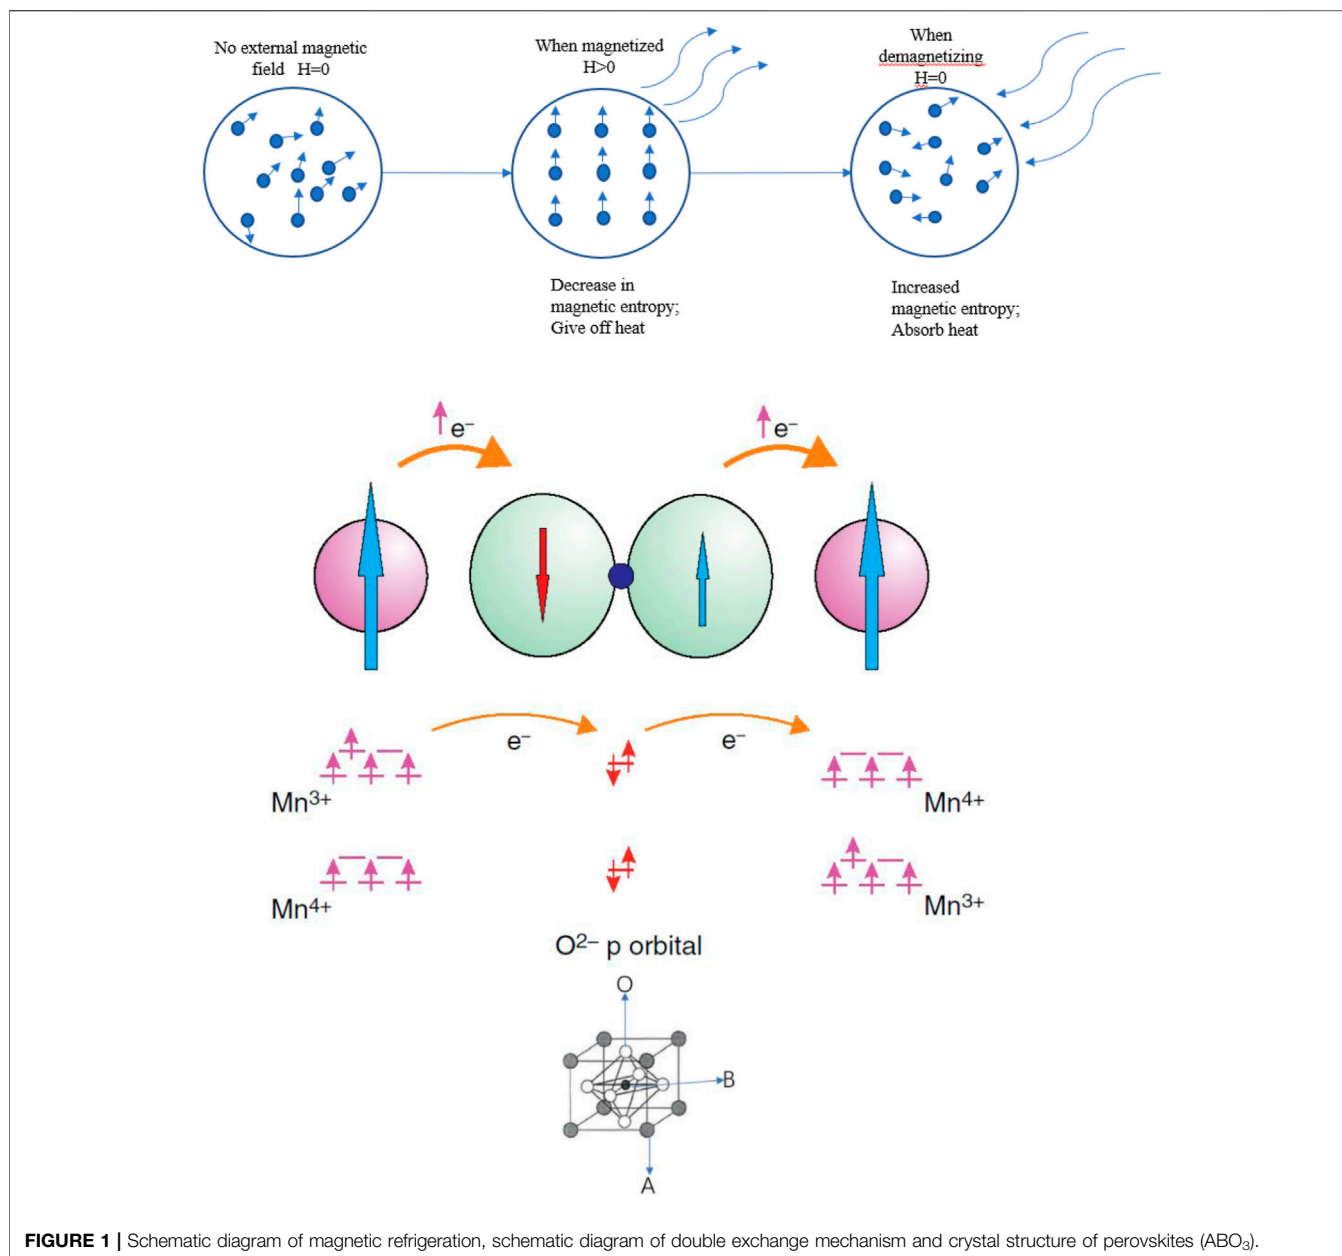 No external magnetic
field H=0
When magnetized
H>0
When
demagnetizing
H=0
Decrease in
magnetic entropy;
Give off heat
Increased
magnetic entropy;
Absorb heat
e⁻
e⁻
e⁻
e⁻
Mn³⁺
Mn⁴⁺
Mn⁴⁺
Mn³⁺
O²⁻ p orbital
O
B
A
FIGURE 1 | Schematic diagram of magnetic refrigeration, schematic diagram of double exchange mechanism and crystal structure of perovskites (ABO₃).